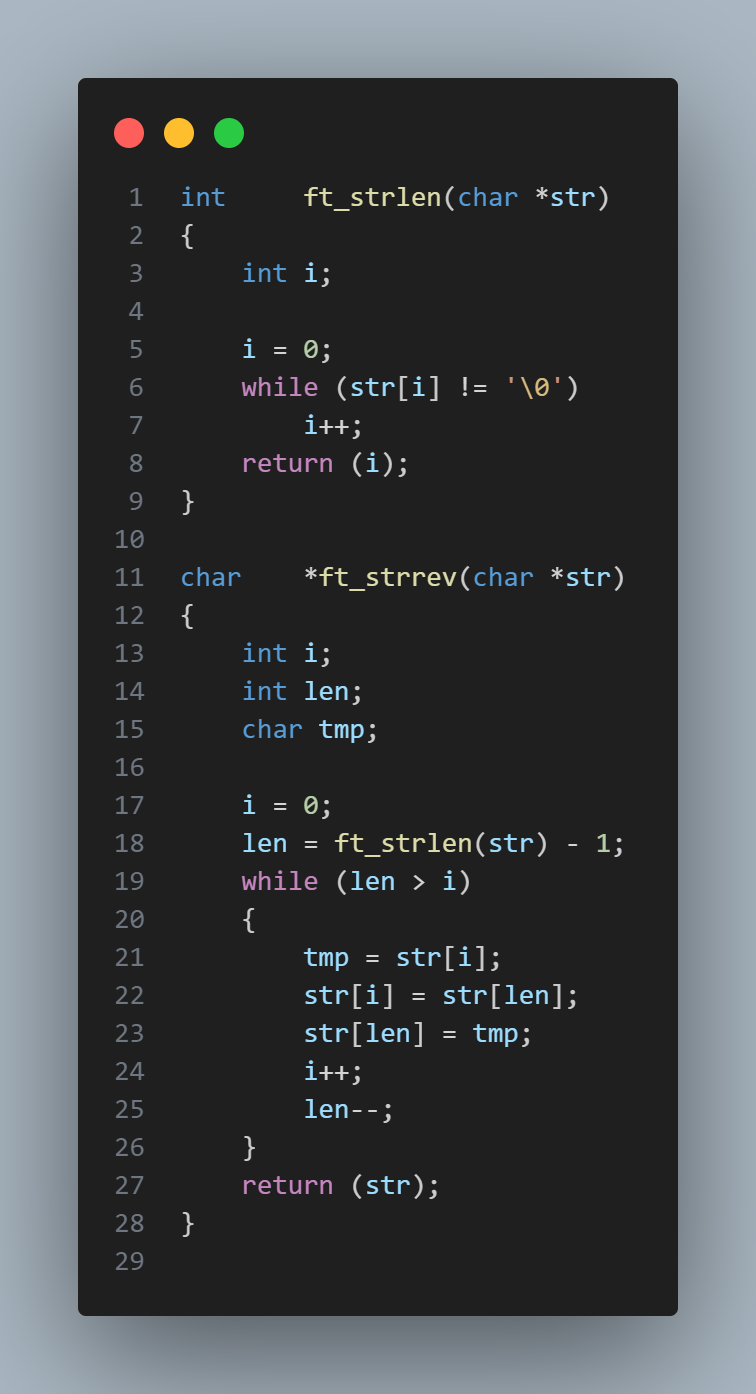 1 int     ft_strlen(char *str)
2 {
3     int i;
4
5     i = 0;
6     while (str[i] != '\0')
7         i++;
8     return (i);
9 }
10
11 char    *ft_strrev(char *str)
12 {
13     int i;
14     int len;
15     char tmp;
16
17     i = 0;
18     len = ft_strlen(str) - 1;
19     while (len > i)
20     {
21         tmp = str[i];
22         str[i] = str[len];
23         str[len] = tmp;
24         i++;
25         len--;
26     }
27     return (str);
28 }
29